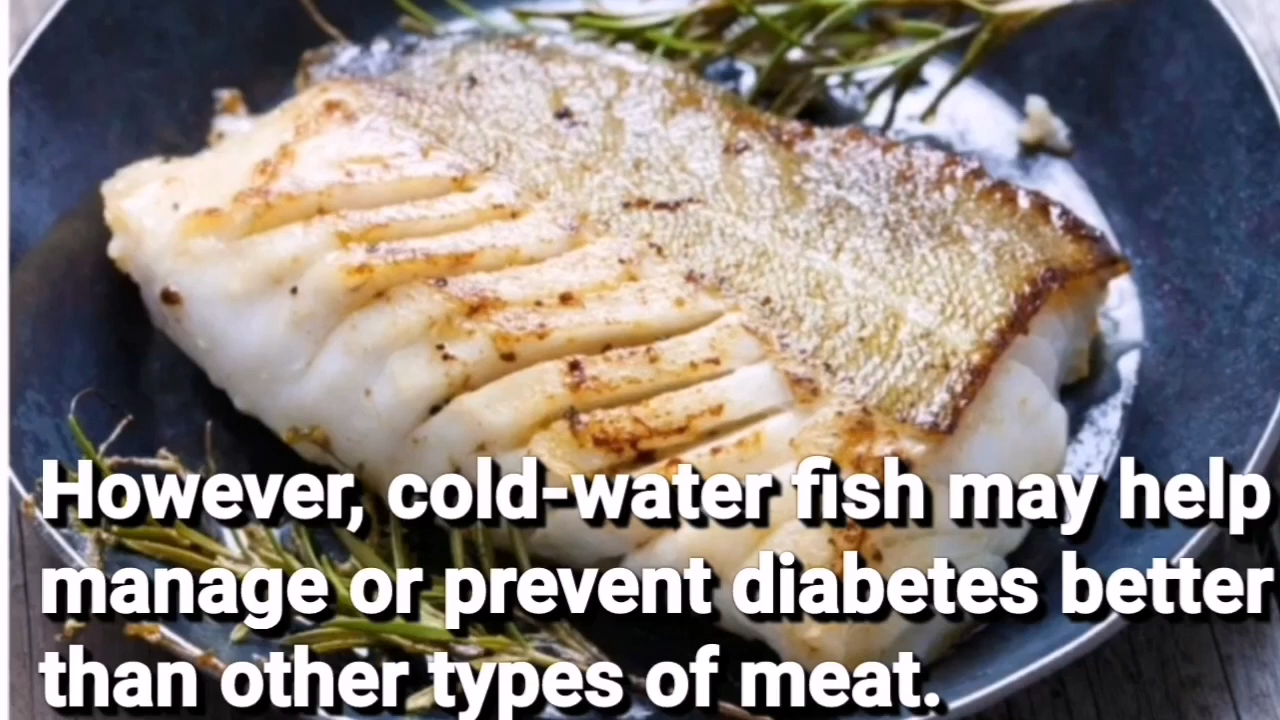 However, cold-water fish may help
manage or prevent diabetes better
than other types of meat.